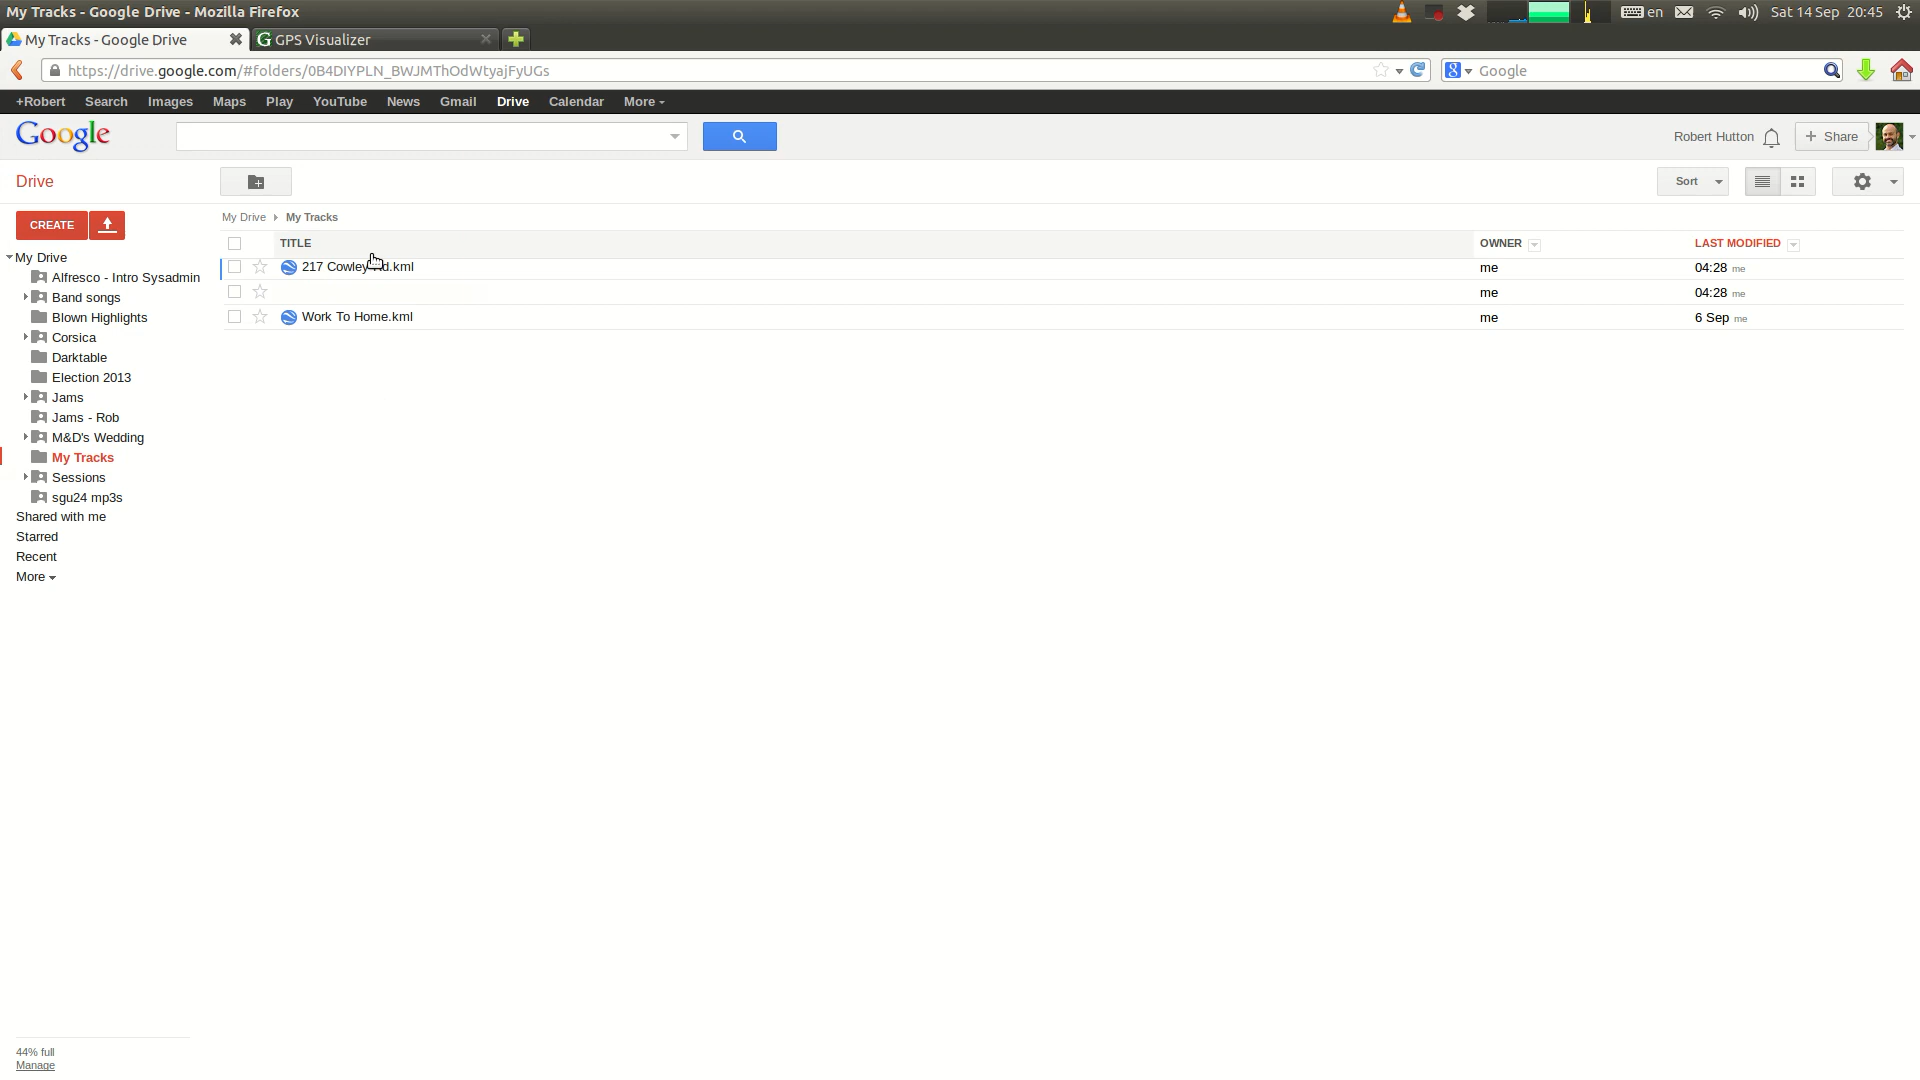 My Tracks - Google Drive - Mozilla Firefox
en Sat 14 Sep 20:45
My Tracks - Google Drive GPS Visualizer
https://drive.google.com/#folders/0B4DIYPLN_BWJMThOdWtyajFyUGs Google
+Robert Search Images Maps Play YouTube News Gmail Drive Calendar More
Google Robert Hutton + Share
Drive Sort
CREATE
My Drive My Tracks
TITLE OWNER LAST MODIFIED
217 Cowley .kml me 04:28 me
me 04:28 me
Work To Home.kml me 6 Sep me
My Drive
Alfresco - Intro Sysadmin
Band songs
Blown Highlights
Corsica
Darktable
Election 2013
Jams
Jams - Rob
M&D's Wedding
My Tracks
Sessions
sgu24 mp3s
Shared with me
Starred
Recent
More
44% full
Manage